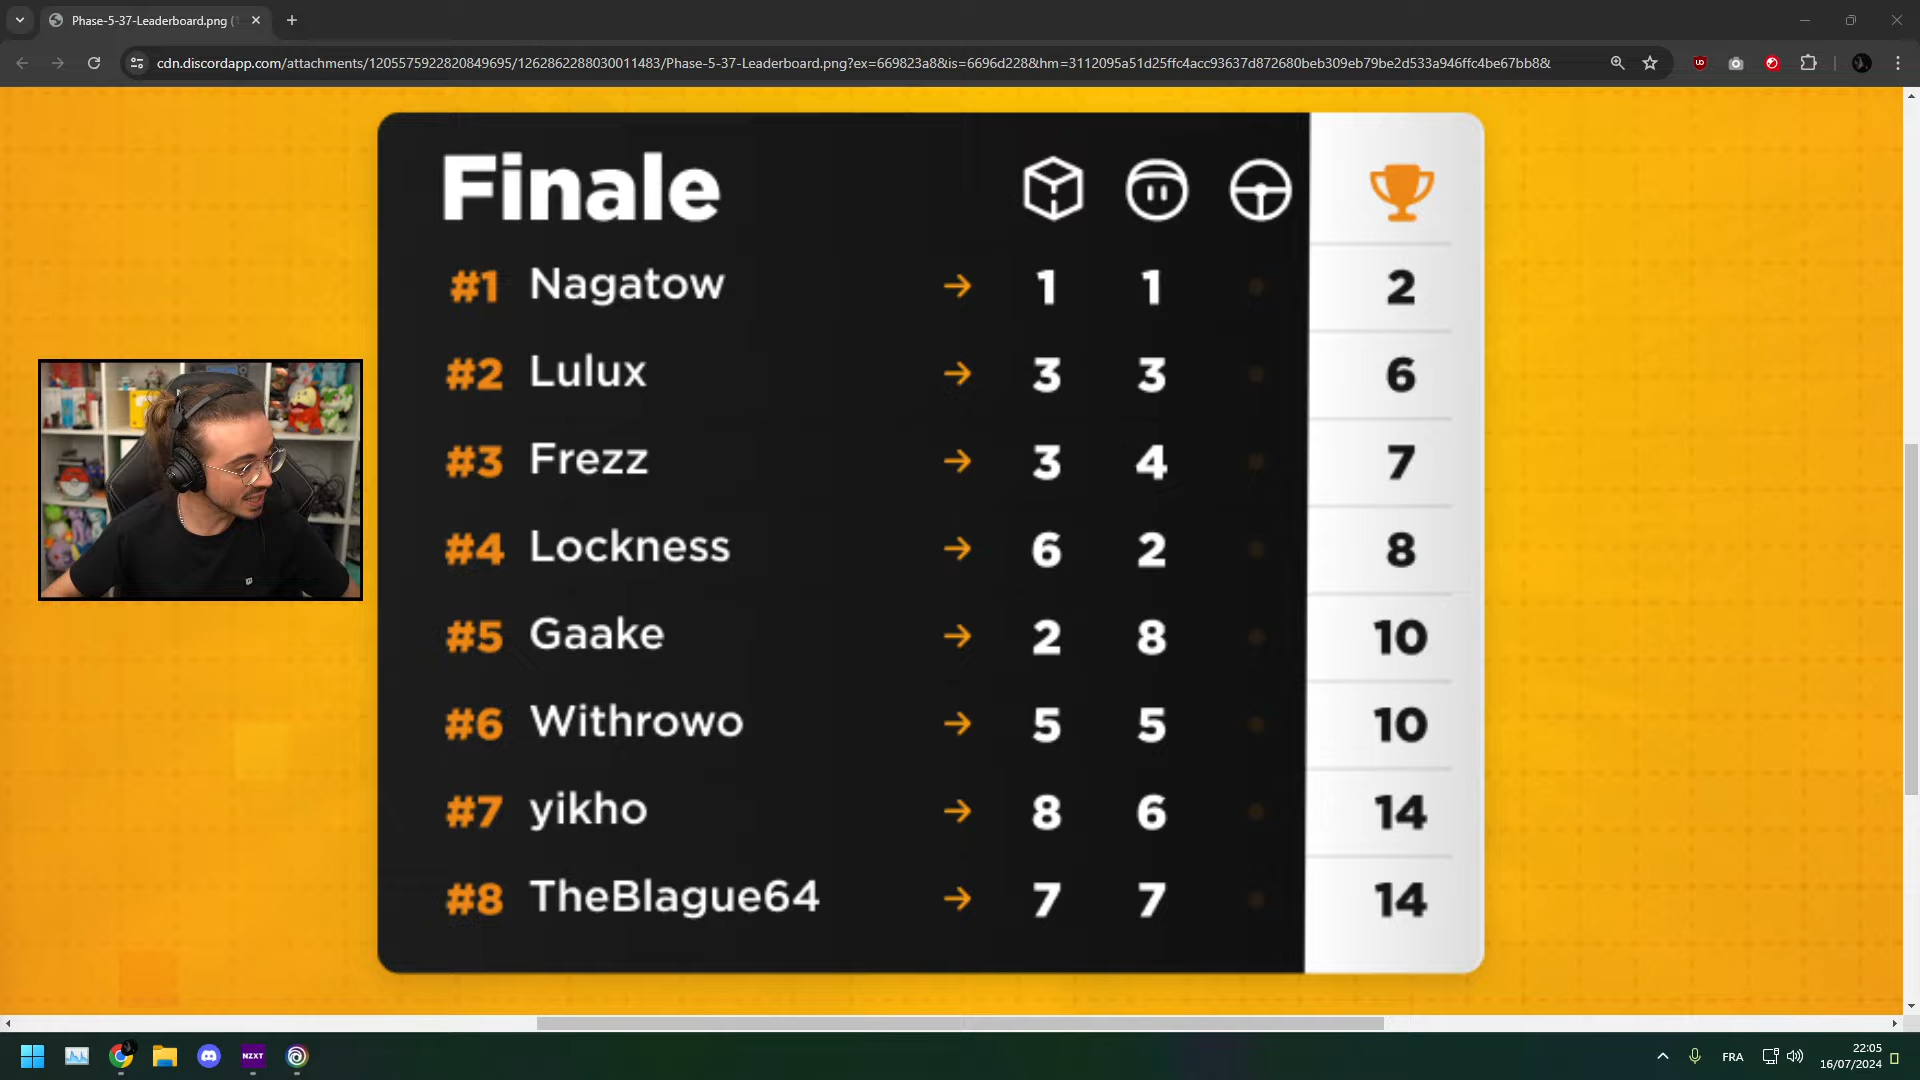 Phase-5-37-Leaderboard.png (
cdn.discordapp.com/attachments/1205575922820849695/1262862288030011483/Phase-5-37-Leaderboard.png?ex=669823a8&is=6696d228&hm=3112095a51d25ffc4acc93637d872680beb309eb79be2d533a946ffc4be67bb8&
Finale
#1 Nagatow → 1 1 2
#2 Lulux → 3 3 6
#3 Frezz → 3 4 7
#4 Lockness → 6 2 8
#5 Gaake → 2 8 10
#6 Withrowo → 5 5 10
#7 yikho → 8 6 14
#8 TheBlague64 → 7 7 14
NZXT
FRA
22:05
16/07/2024